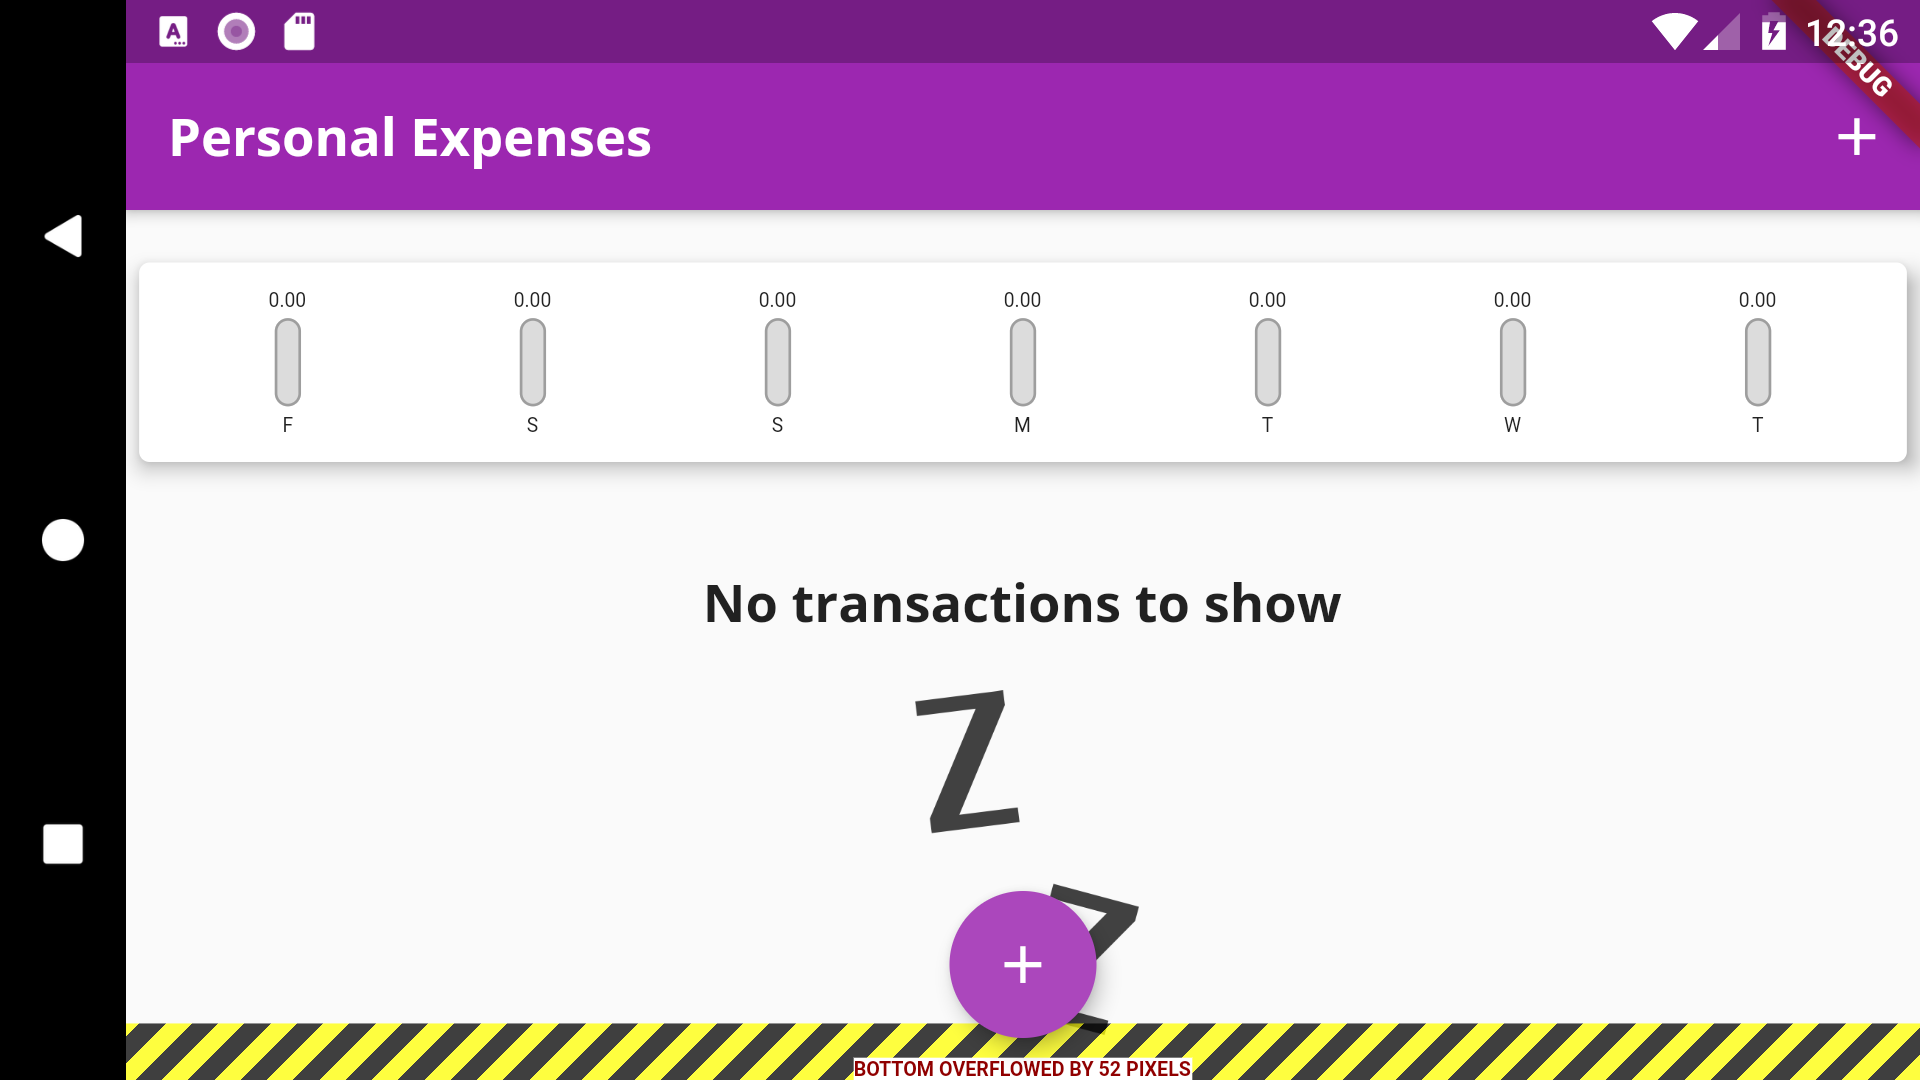 A
12:36
DEBUG
Personal Expenses
0.00 0.00 0.00 0.00 0.00 0.00 0.00
F S S M T W T
No transactions to show
Z
Z
BOTTOM OVERFLOWED BY 52 PIXELS